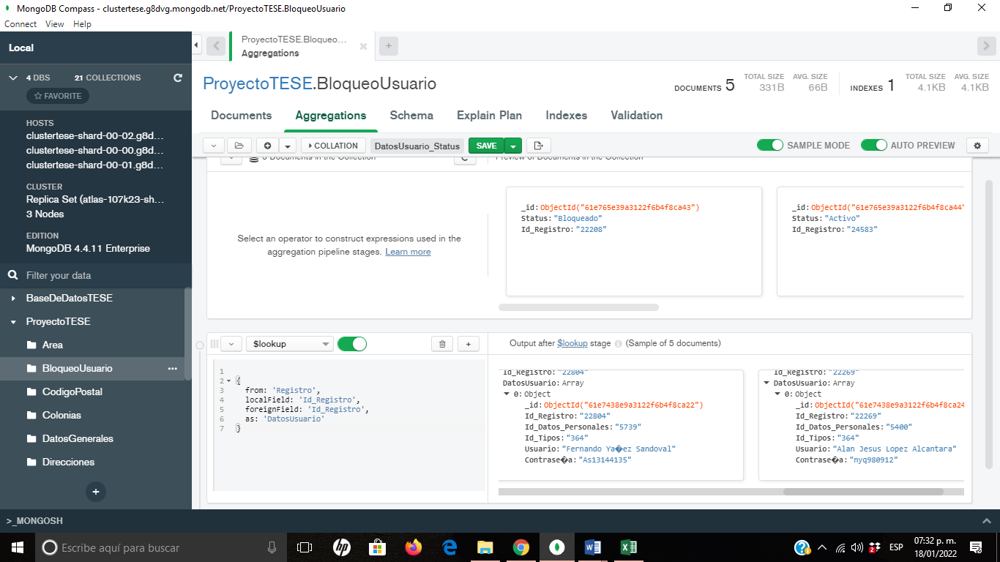 MongoDB Compass - clustertese.g8dvg.mongodb.net/ProyectoTESE.BloqueoUsuario
Connect View Help
Local
4 DBS 21 COLLECTIONS
FAVORITE
HOSTS
clustertese-shard-00-02.g8d...
clustertese-shard-00-00.g8d...
clustertese-shard-00-01.g8d...
CLUSTER
Replica Set (atlas-107k23-sh...
3 Nodes
EDITION
MongoDB 4.4.11 Enterprise
Filter your data
BaseDeDatosTESE
ProyectoTESE
Area
BloqueoUsuario
CodigoPostal
Colonias
DatosGenerales
Direcciones
ProyectoTESE.Bloqueo...
Aggregations
ProyectoTESE.BloqueoUsuario
DOCUMENTS 5
TOTAL SIZE 331B
AVG. SIZE 66B
INDEXES 1
TOTAL SIZE 4.1KB
AVG. SIZE 4.1KB
Documents Aggregations Schema Explain Plan Indexes Validation
COLLATION DatosUsuario_Status SAVE SAMPLE MODE AUTO PREVIEW
Documents in the Collection Preview of Documents in the Collection
Select an operator to construct expressions used in the
aggregation pipeline stages. Learn more
_id: ObjectId("61e765e39a3122f6b4f8ca43")
Status: "Bloqueado"
Id_Registro: "22208"
_id: ObjectId("61e765e39a3122f6b4f8ca44"
Status: "Activo"
Id_Registro: "24583"
$lookup
Output after $lookup stage (Sample of 5 documents)
1
2 {
3 from: 'Registro',
4 localField: 'Id_Registro',
5 foreignField: 'Id_Registro',
6 as: 'DatosUsuario'
7 }
Id_Registro: "22804"
DatosUsuario: Array
0: Object
_id: ObjectId("61e7438e9a3122f6b4f8ca22")
Id_Registro: "22804"
Id_Datos_Personales: "5739"
Id_Tipos: "364"
Usuario: "Fernando Ya�ez Sandoval"
Contrase�a: "As13144135"
Id_Registro: "22269"
DatosUsuario: Array
0: Object
_id: ObjectId("61e7438e9a3122f6b4f8ca24
Id_Registro: "22269"
Id_Datos_Personales: "5400"
Id_Tipos: "364"
Usuario: "Alan Jesus Lopez Alcantara"
Contrase�a: "nyq980912"
>_MONGOSH
Escribe aquí para buscar
ESP
07:32 p. m.
18/01/2022